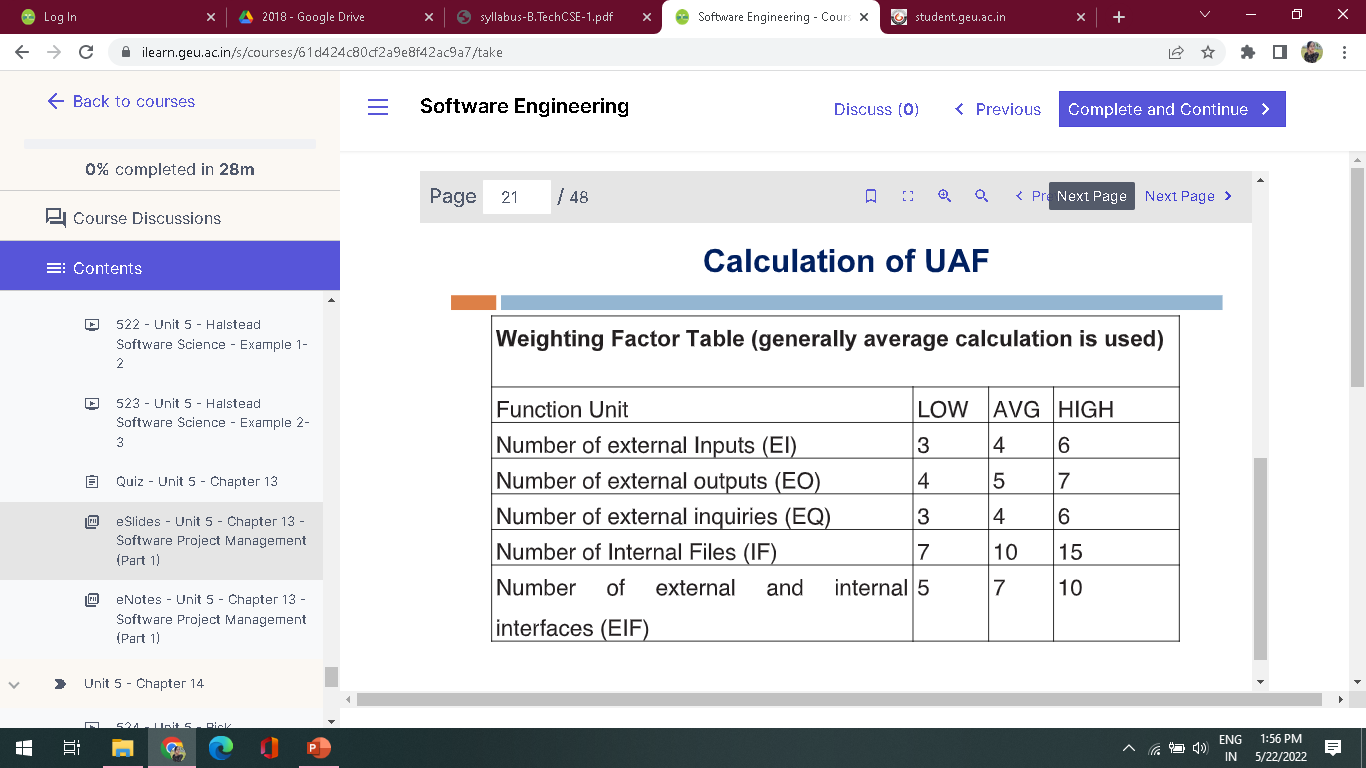 Log In
2018 - Google Drive
syllabus-B.TechCSE-1.pdf
Software Engineering - Cours
student.geu.ac.in
ilearn.geu.ac.in/s/courses/61d424c80cf2a9e8f42ac9a7/take
Back to courses
0% completed in 28m
Course Discussions
Contents
522 - Unit 5 - Halstead
Software Science - Example 1-
2
523 - Unit 5 - Halstead
Software Science - Example 2-
3
Quiz - Unit 5 - Chapter 13
eSlides - Unit 5 - Chapter 13 -
Software Project Management
(Part 1)
eNotes - Unit 5 - Chapter 13 -
Software Project Management
(Part 1)
Unit 5 - Chapter 14
524 - Unit 5 - Risk
Software Engineering
Discuss (0)
Previous
Complete and Continue
Page 21 / 48
Pre
Next Page
Next Page
Calculation of UAF
Weighting Factor Table (generally average calculation is used)
Function Unit LOW AVG HIGH
Number of external Inputs (EI) 3 4 6
Number of external outputs (EO) 4 5 7
Number of external inquiries (EQ) 3 4 6
Number of Internal Files (IF) 7 10 15
Number of external and internal 5 7 10
interfaces (EIF)
ENG
IN
1:56 PM
5/22/2022